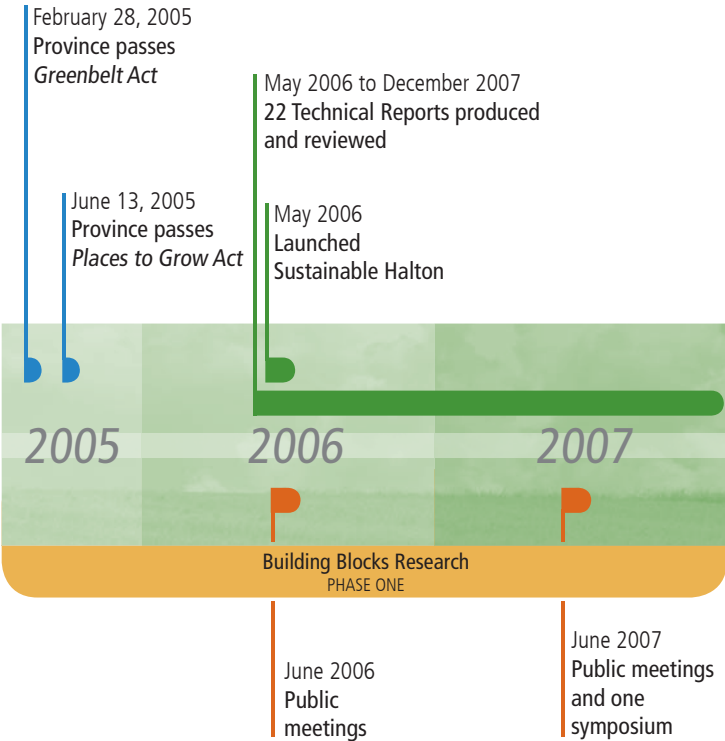 February 28, 2005
Province passes
Greenbelt Act
May 2006 to December 2007
22 Technical Reports produced
and reviewed
June 13, 2005
Province passes
Places to Grow Act
May 2006
Launched
Sustainable Halton
2005
2006
2007
Building Blocks Research
PHASE ONE
June 2006
Public
meetings
June 2007
Public meetings
and one
symposium